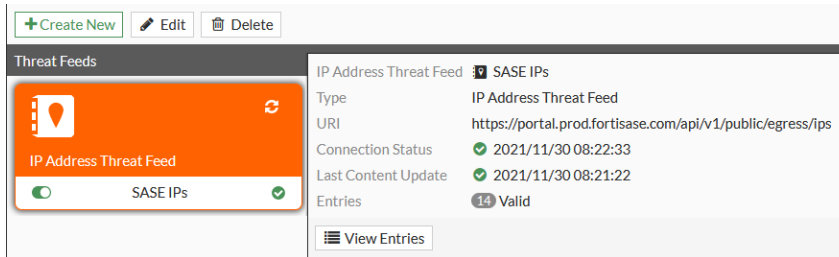 Create New Edit Delete
Threat Feeds
IP Address Threat Feed
SASE IPs
IP Address Threat Feed SASE IPs
Type IP Address Threat Feed
URI https://portal.prod.fortisase.com/api/v1/public/egress/ips
Connection Status 2021/11/30 08:22:33
Last Content Update 2021/11/30 08:21:22
Entries 14 Valid
View Entries